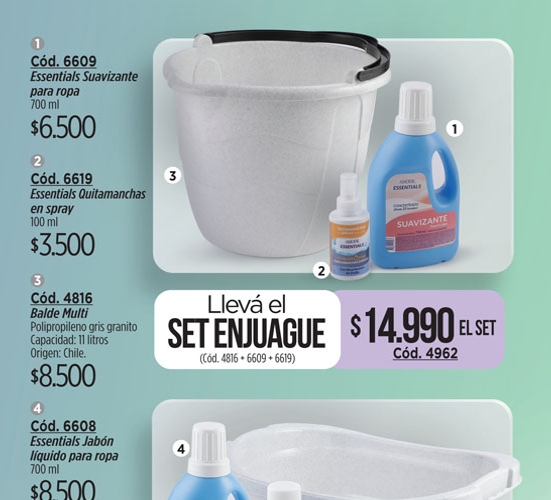 1
Cód. 6609
Essentials Suavizante
para ropa
700 ml
$6.500
2
Cód. 6619
Essentials Quitamanchas
en spray
100 ml
$3.500
3
Cód. 4816
Balde Multi
Polipropileno gris granito
Capacidad: 11 litros
Origen: Chile.
$8.500
4
Cód. 6608
Essentials Jabón
líquido para ropa
700 ml
$8.500
3
1
2
ESSENTIALS
SUAVIZANTE
ESSENTIALS
Llevá el
SET ENJUAGUE
(Cód. 4816 + 6609 + 6619)
$14.990 EL SET
Cód. 4962
4